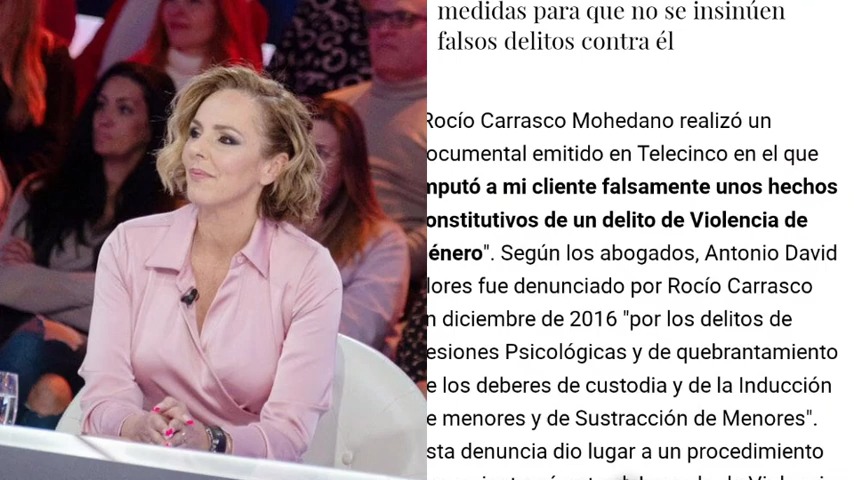 medidas para que no se insinúen
falsos delitos contra él
Rocío Carrasco Mohedano realizó un
ocumental emitido en Telecinco en el que
mputó a mi cliente falsamente unos hechos
onstitutivos de un delito de Violencia de
énero". Según los abogados, Antonio David
lores fue denunciado por Rocío Carrasco
n diciembre de 2016 "por los delitos de
esiones Psicológicas y de quebrantamiento
e los deberes de custodia y de la Inducción
e menores y de Sustracción de Menores".
sta denuncia dio lugar a un procedimiento